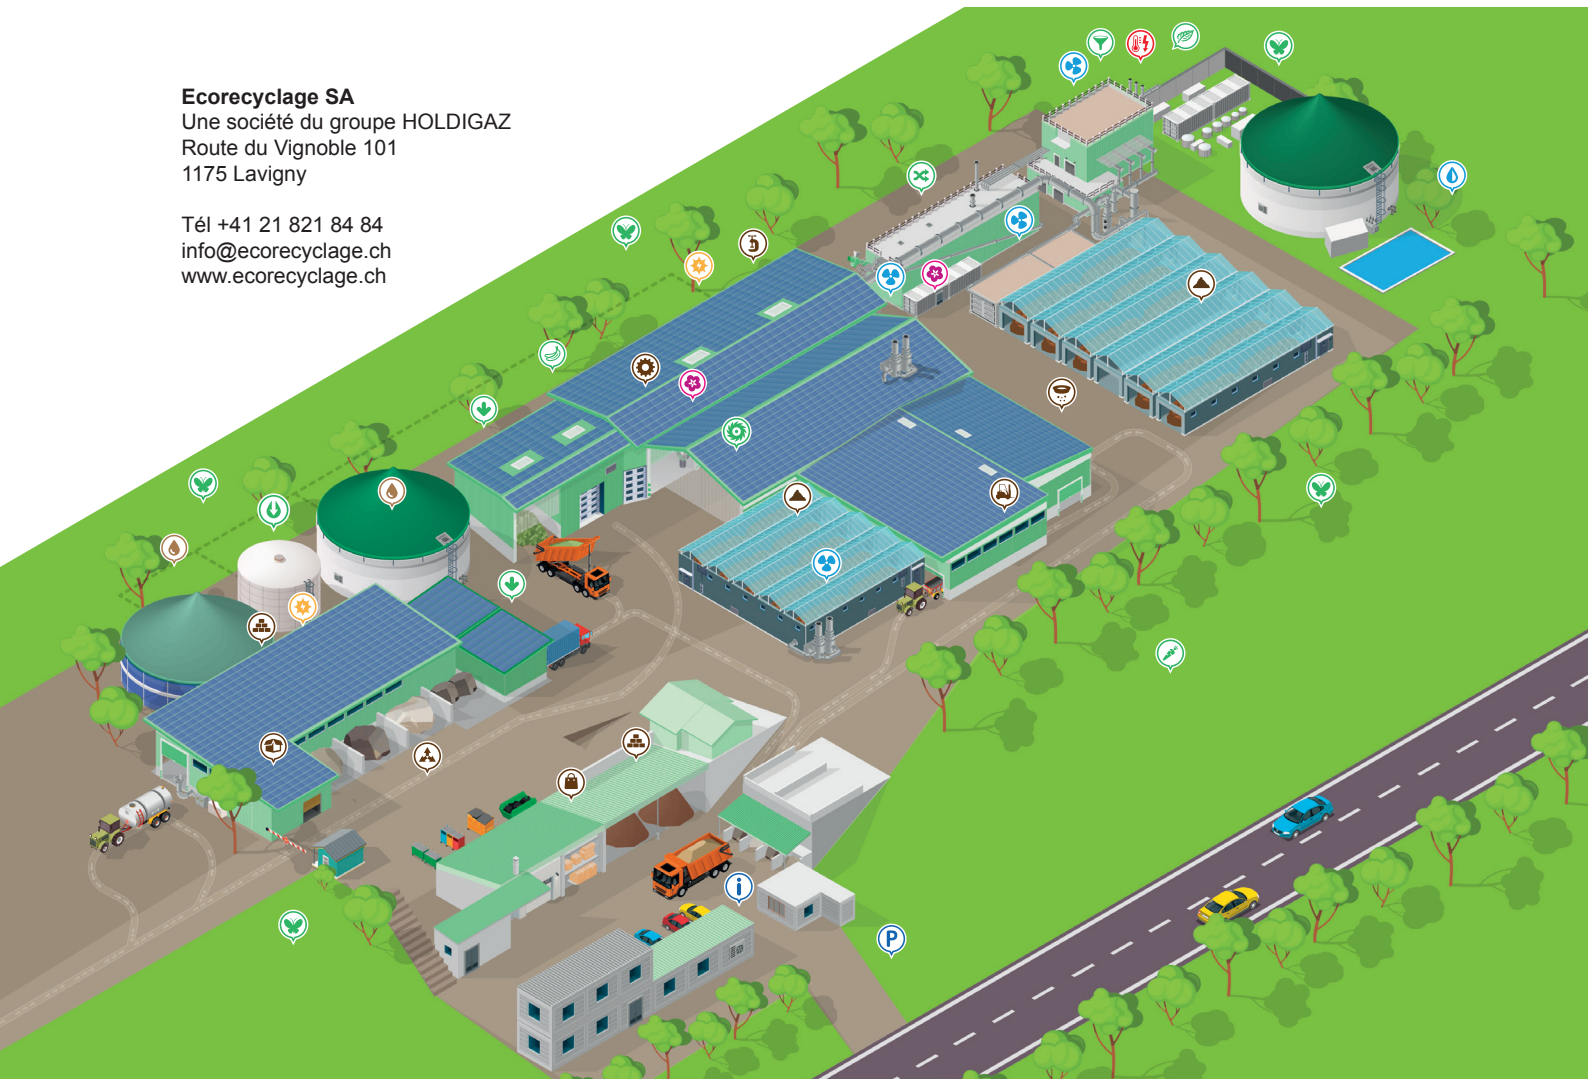 Ecorecyclage SA
Une société du groupe HOLDIGAZ
Route du Vignoble 101
1175 Lavigny
Tél +41 21 821 84 84
info@ecorecyclage.ch
www.ecorecyclage.ch
i
P